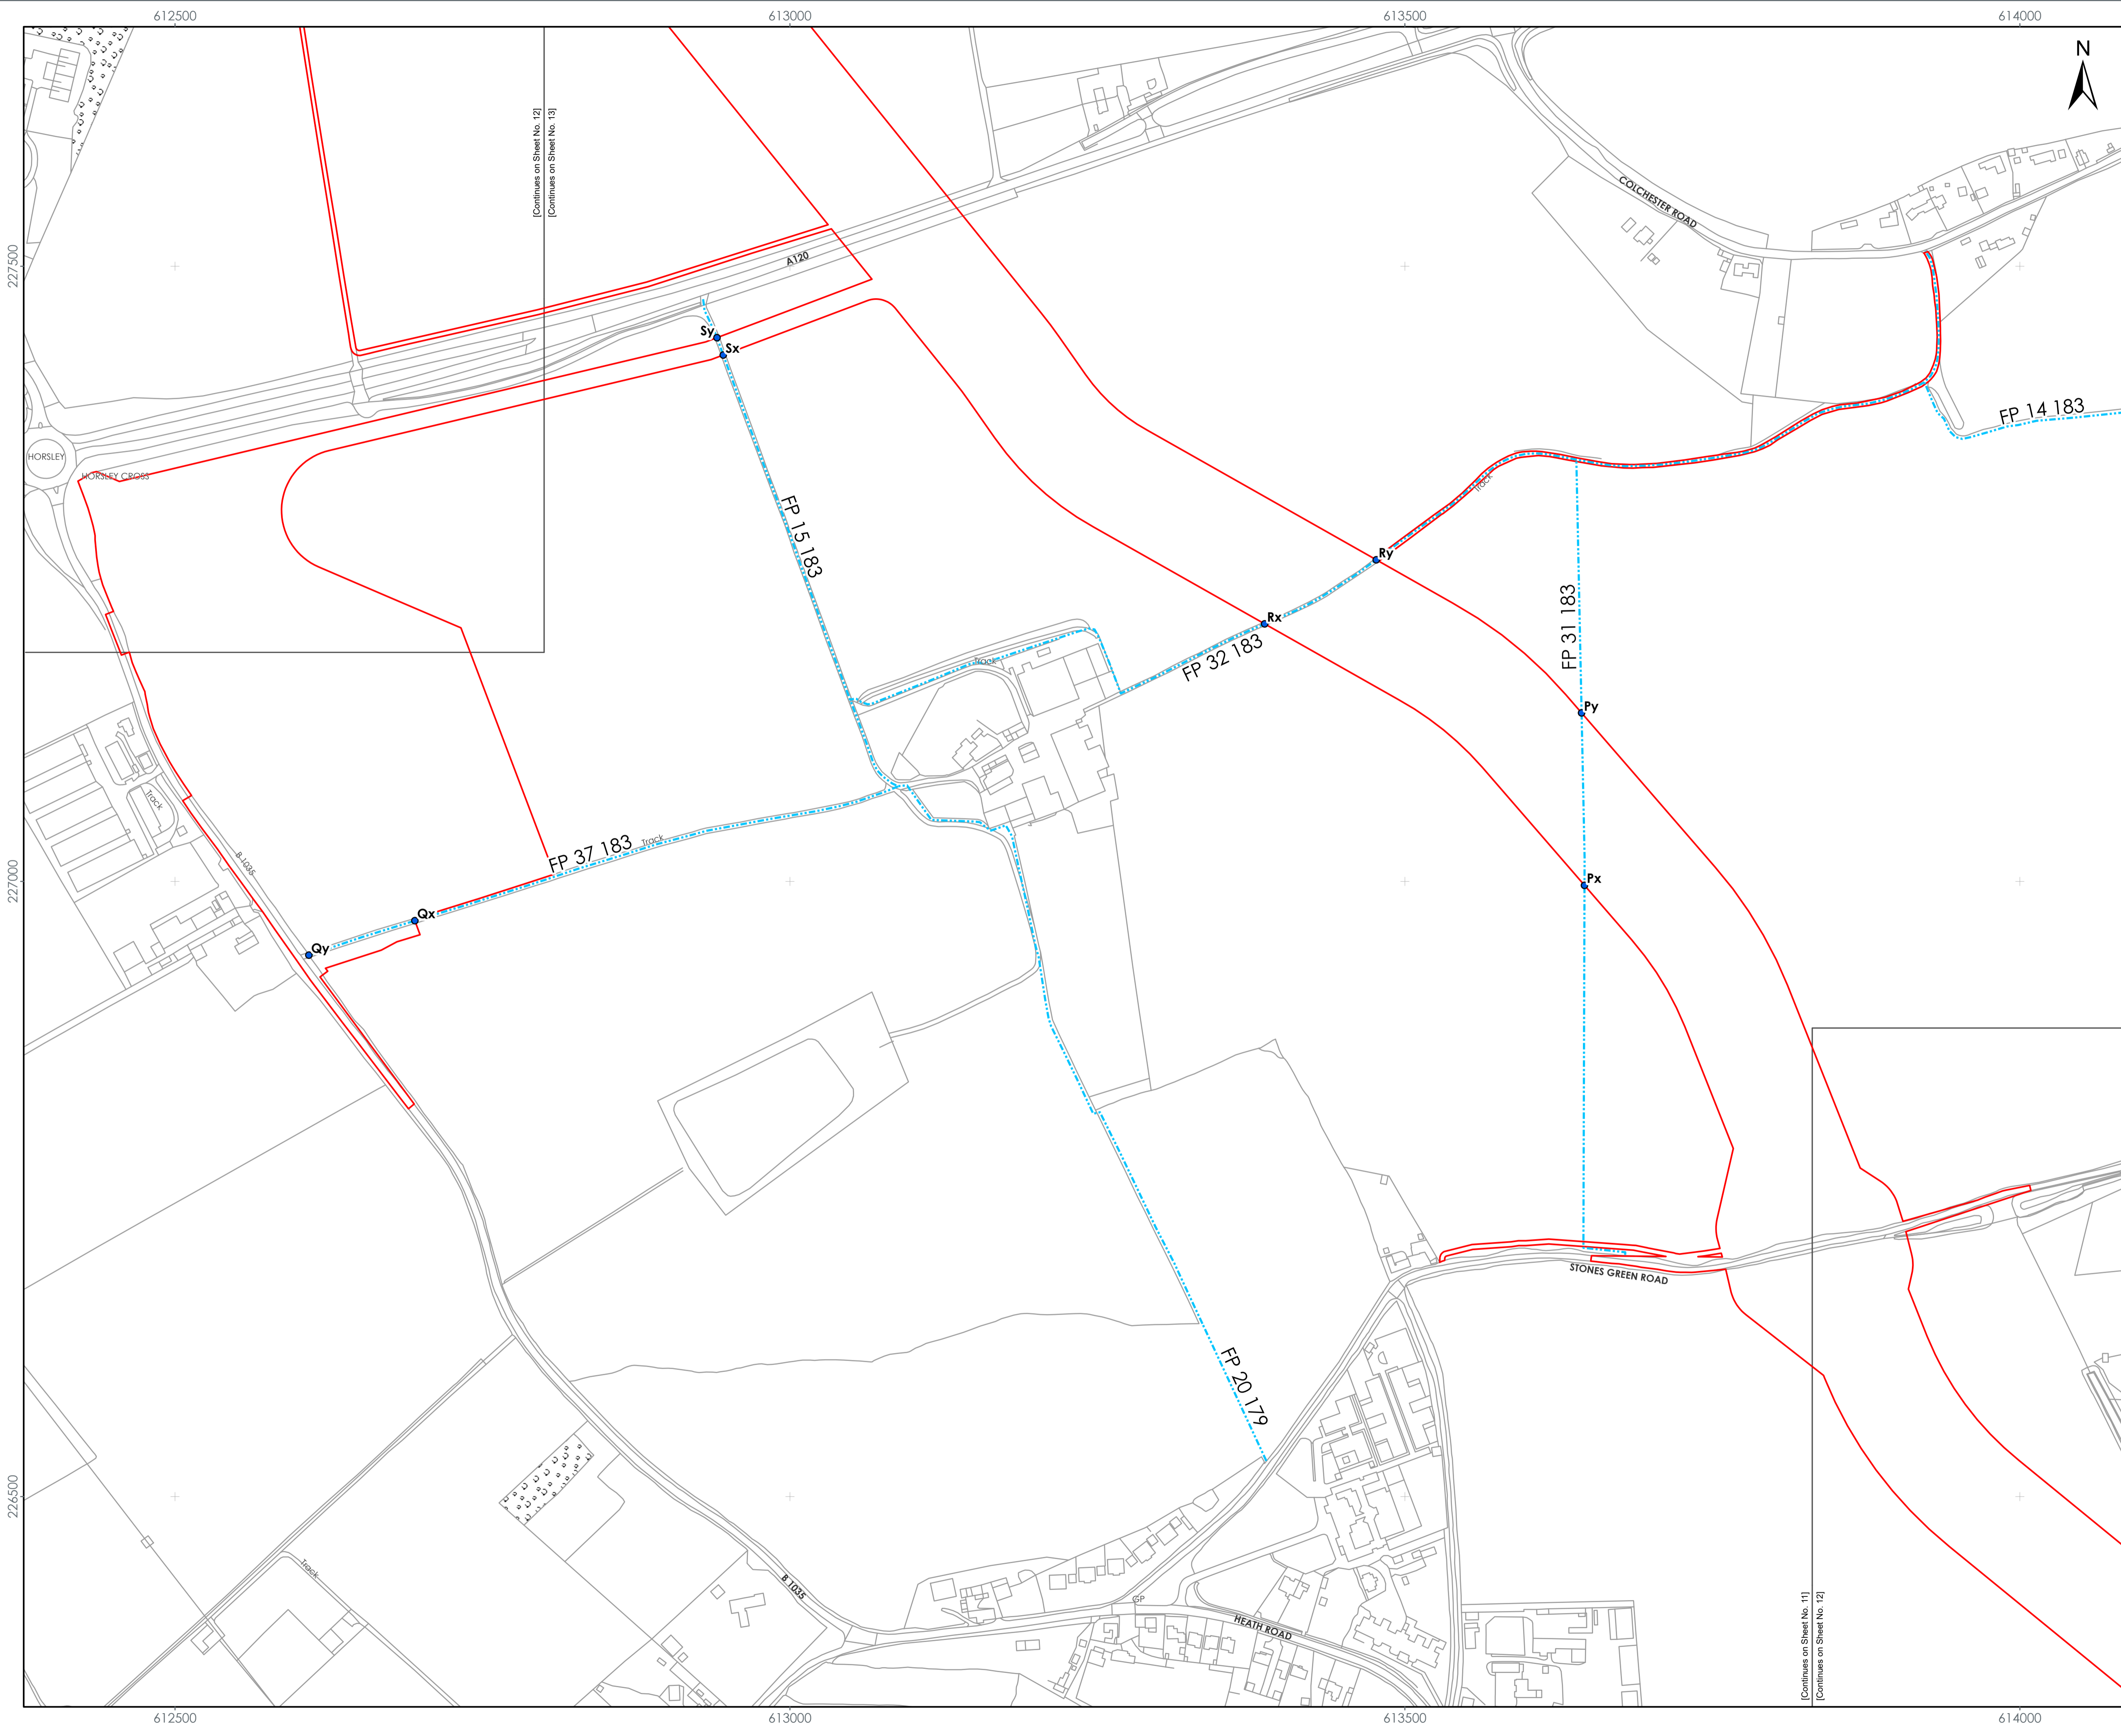 612500
613000
613500
614000
N
[Continues on Sheet No. 12]
[Continues on Sheet No. 13]
COLCHESTER ROAD
227500
A120
Sy
Sx
FP 14 183
HORSLEY
HORSLEY CROSS
Track
FP 15 183
Ry
Rx
FP 31 183
FP 32 183
Track
Py
Track
B 1035
FP 37 183
Track
227000
Px
Qx
Qy
STONES GREEN ROAD
FP 20 179
226500
Track
B 1035
GP
HEATH ROAD
[Continues on Sheet No. 11]
[Continues on Sheet No. 12]
612500
613000
613500
614000